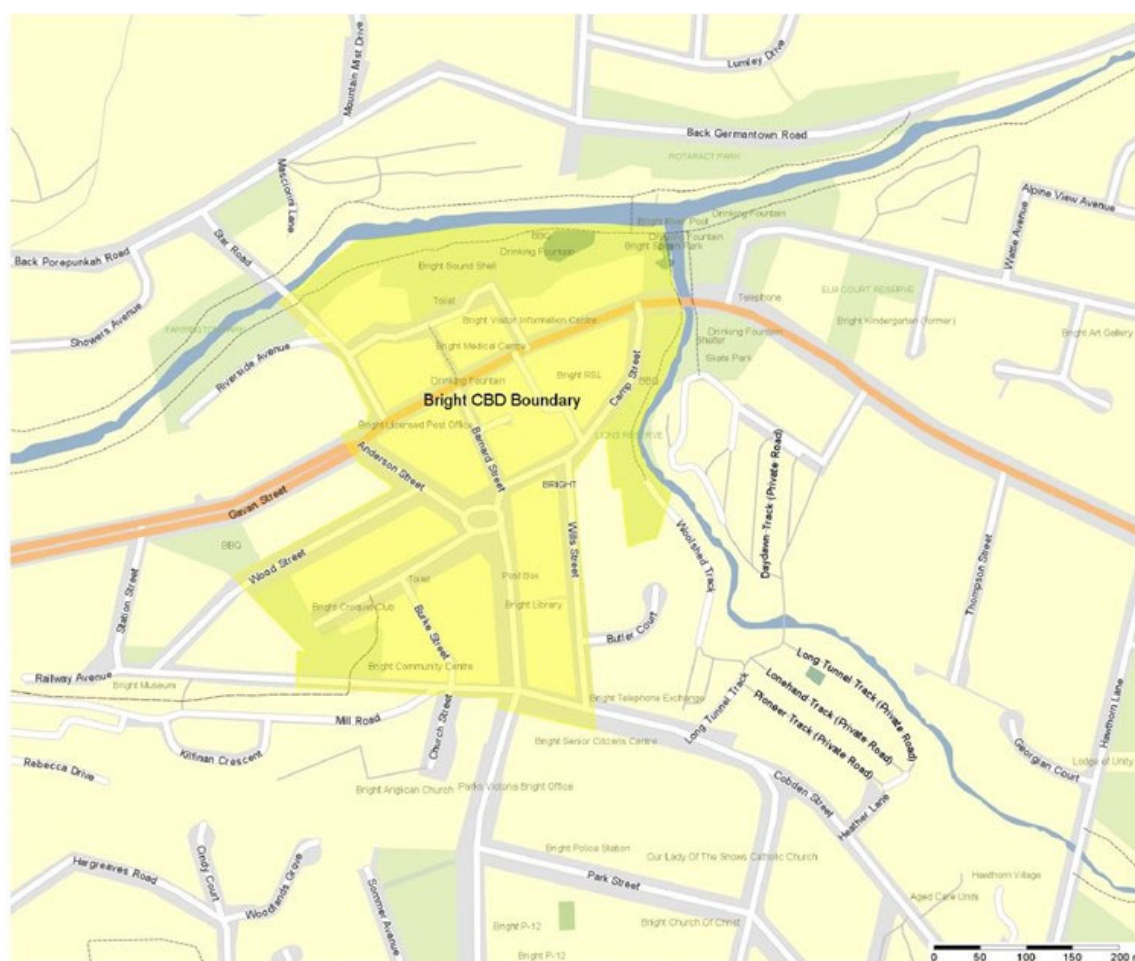 Mountain Mist Drive
Lumley Drive
Back Germantown Road
ROTARACT PARK
Masciorini Lane
Alpine View Avenue
Wattle Avenue
Star Road
Back Porepunkah Road
Drinking Fountain
Bright River Pool
BBQ
Drinking Fountain
Drinking Fountain
Bright Splash Park
Bright Sound Shell
Showers Avenue
Toilet
Telephone
ELM COURT RESERVE
Bright Visitor Information Centre
Bright Kindergarten (former)
Bright Art Gallery
Drinking Fountain
Shelter
Skate Park
Riverside Avenue
Bright Medical Centre
Drinking Fountain
Bright RSL
BBQ
Camp Street
Bright CBD Boundary
Bright Licensed Post Office
Barnard Street
LIONS RESERVE
Anderson Street
BRIGHT
Gavan Street
BBQ
Wood Street
Willis Street
Woolshed Track
Daydawn Track (Private Road)
Thompson Street
Station Street
Toilet
Post Box
Bright Croquet Club
Bright Library
Burke Street
Butler Court
Bright Community Centre
Railway Avenue
Bright Museum
Bright Telephone Exchange
Long Tunnel Track
Long Tunnel Track (Private Road)
Lonehand Track (Private Road)
Pioneer Track (Private Road)
Hawthorn Lane
Mill Road
Church Street
Kiffinan Crescent
Bright Senior Citizens Centre
Georgian Court
Lodge of Unity
Rebecca Drive
Bright Anglican Church
Parks Victoria Bright Office
Cobden Street
Heather Lane
Bright Police Station
Our Lady Of The Snows Catholic Church
Hargreaves Road
Cindy Court
Woodlands Grove
Sommer Avenue
Park Street
Hawthorn Village
Aged Care Units
Bright P-12
Bright Church Of Christ
Bright P-12
0 50 100 150 200 m